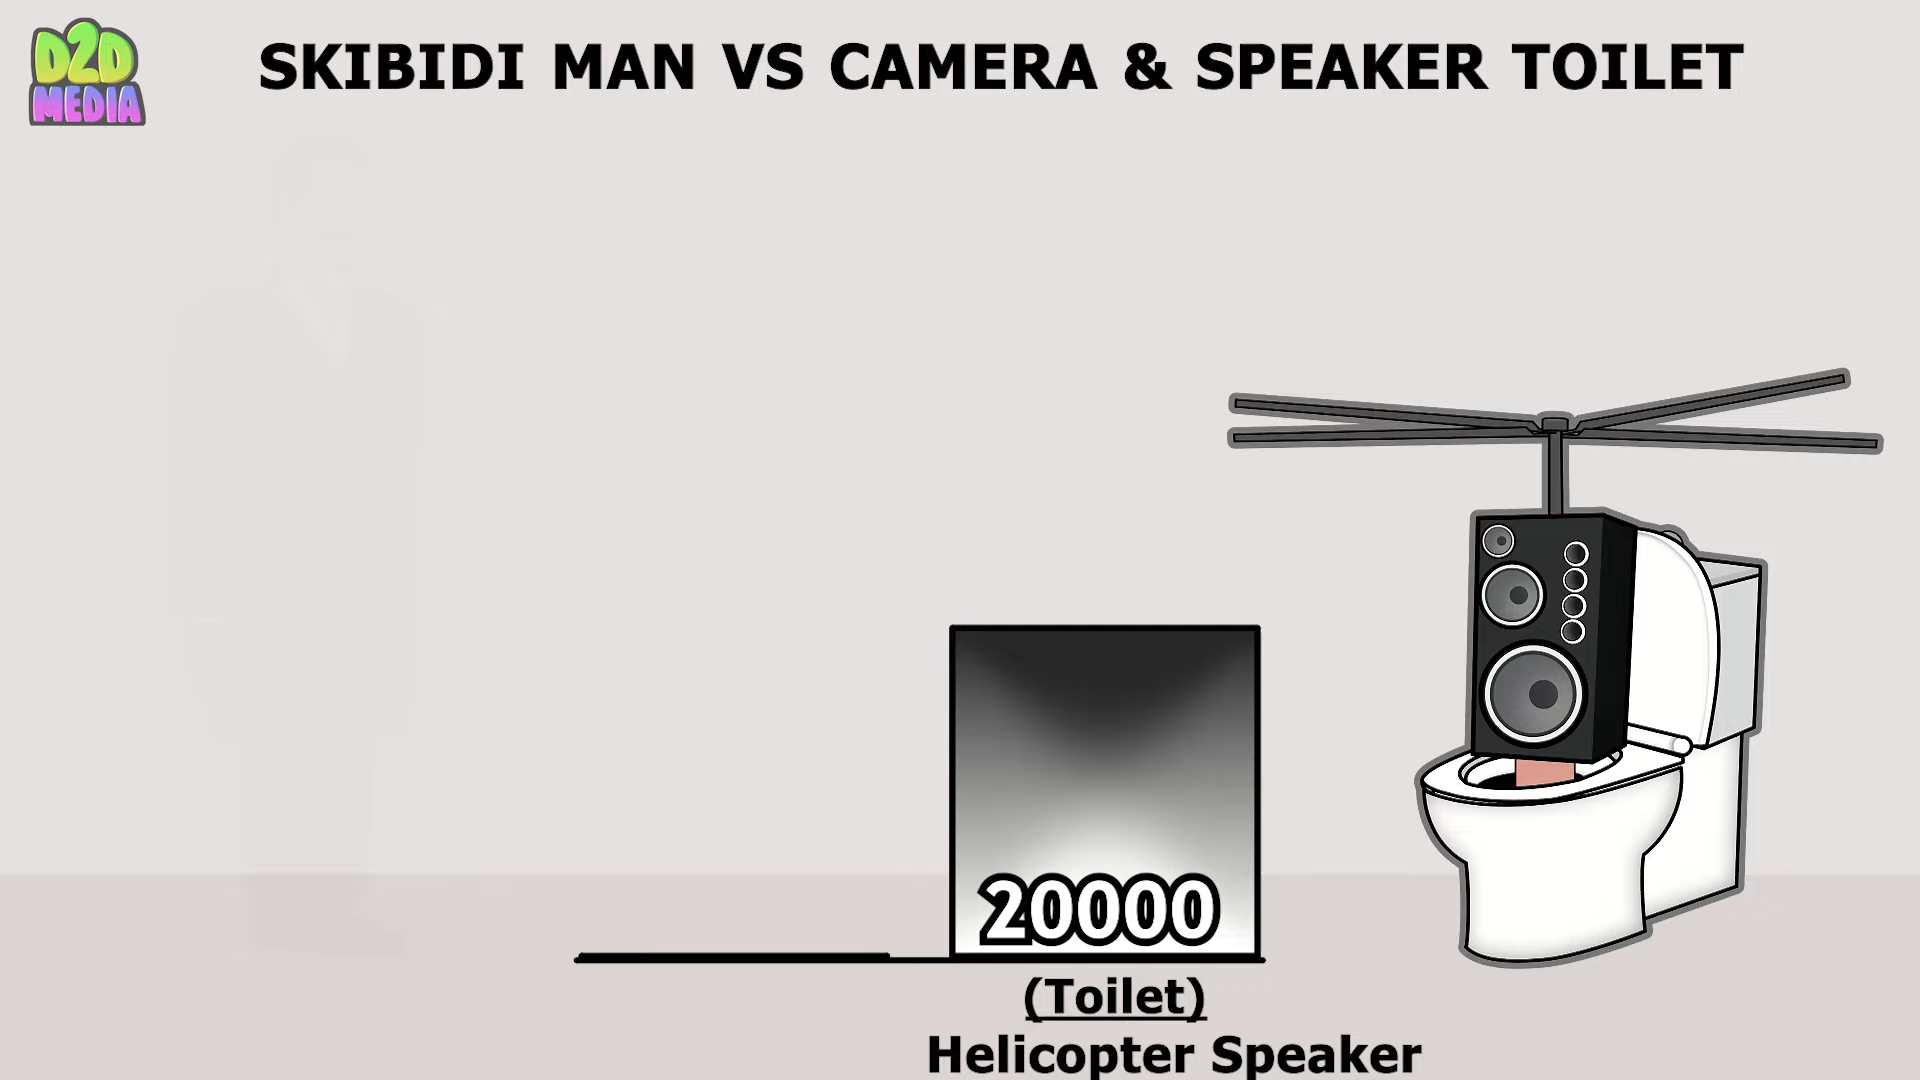 D2D
MEDIA
SKIBIDI MAN VS CAMERA & SPEAKER TOILET
20000
(Toilet)
Helicopter Speaker